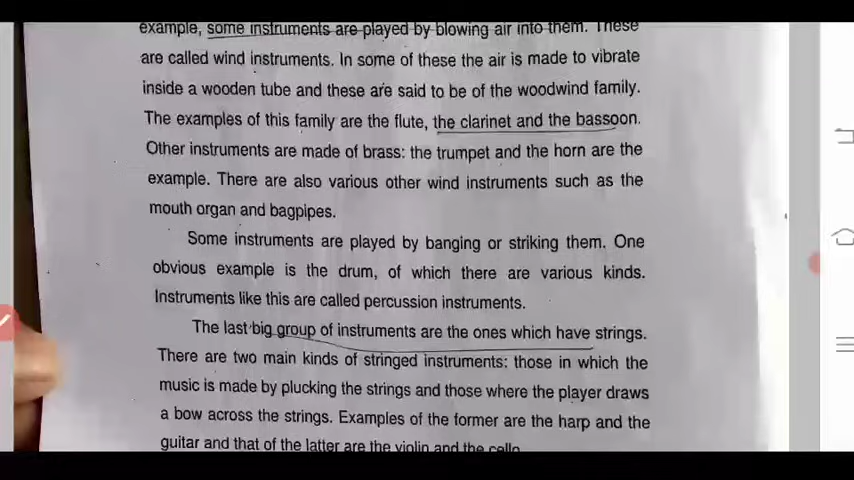 example, some instruments are played by blowing air into them. These
are called wind instruments. In some of these the air is made to vibrate
inside a wooden tube and these are said to be of the woodwind family.
The examples of this family are the flute, the clarinet and the bassoon.
Other instruments are made of brass: the trumpet and the horn are the
example. There are also various other wind instruments such as the
mouth organ and bagpipes.
Some instruments are played by banging or striking them. One
obvious example is the drum, of which there are various kinds.
Instruments like this are called percussion instruments.
The last big group of instruments are the ones which have strings.
There are two main kinds of stringed instruments: those in which the
music is made by plucking the strings and those where the player draws
a bow across the strings. Examples of the former are the harp and the
guitar and that of the latter are the violin and the cello